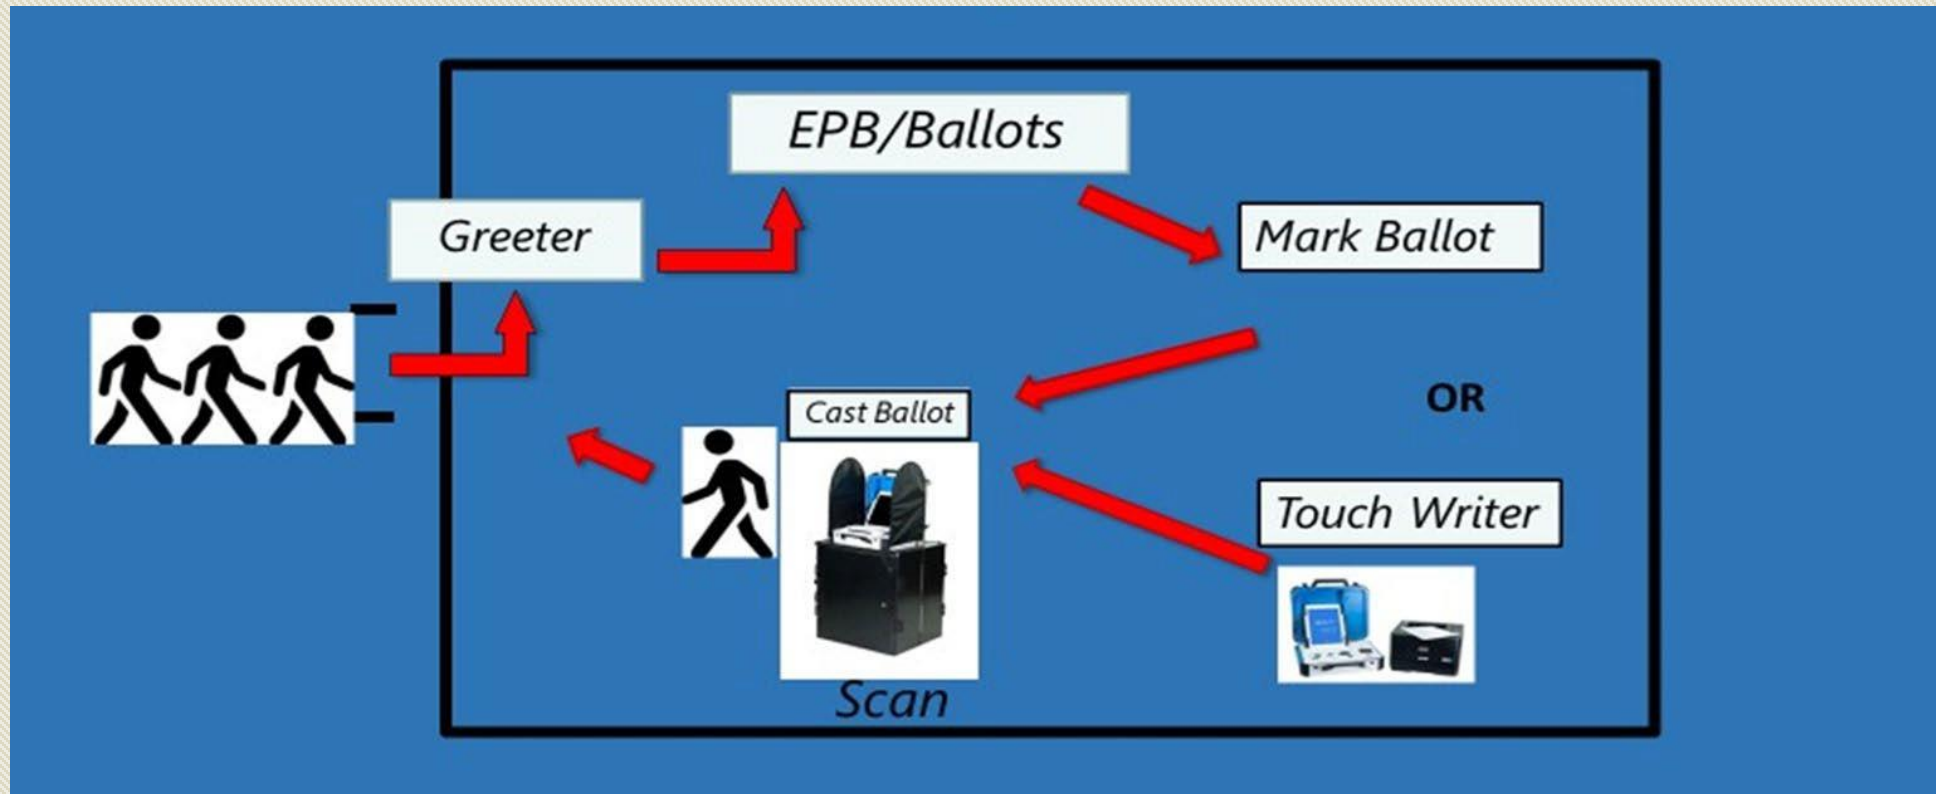 EPB/Ballots
Greeter
Mark Ballot
OR
Cast Ballot
Touch Writer
Scan